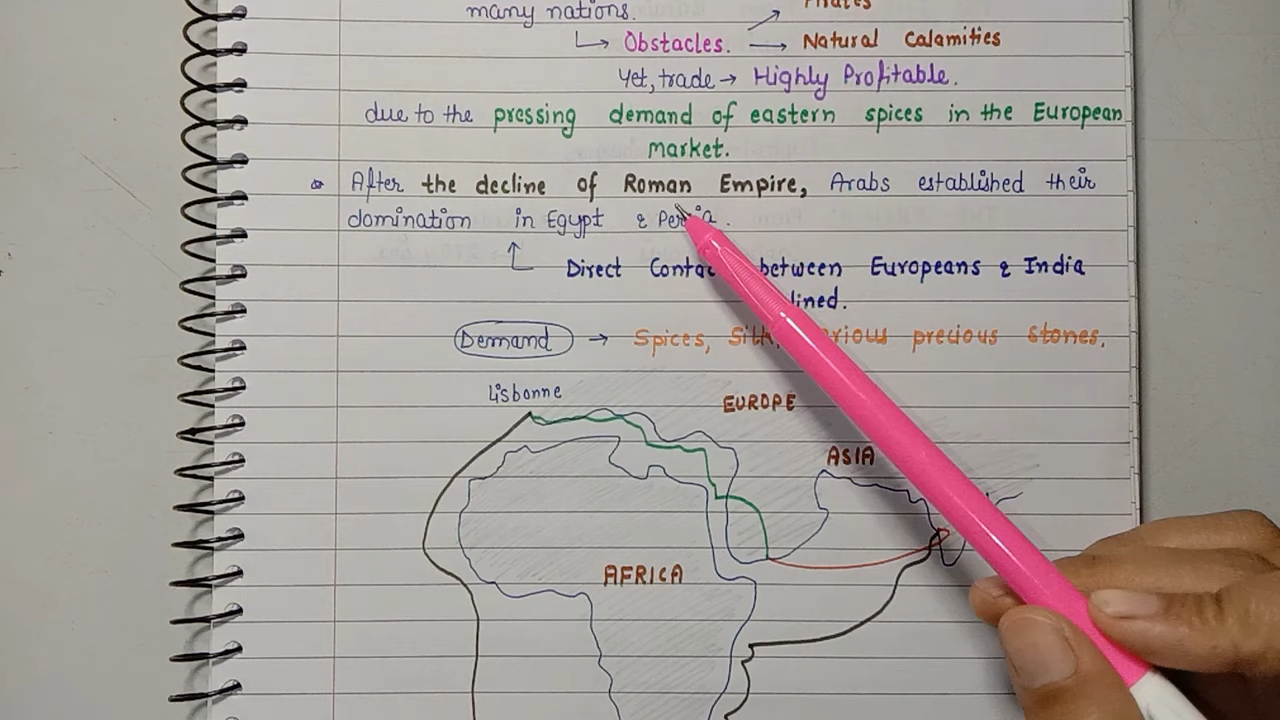 many nations. Pirates
↳ Obstacles. → Natural Calamities
Yet, trade → Highly Profitable.
due to the pressing demand of eastern spices in the European
market.
After the decline of Roman Empire, Arabs established their
domination in Egypt & Persia.
Direct Contact between Europeans & India
lined.
Demand → Spices, Silk, precious stones.
Lisbonne
EUROPE
ASIA
AFRICA